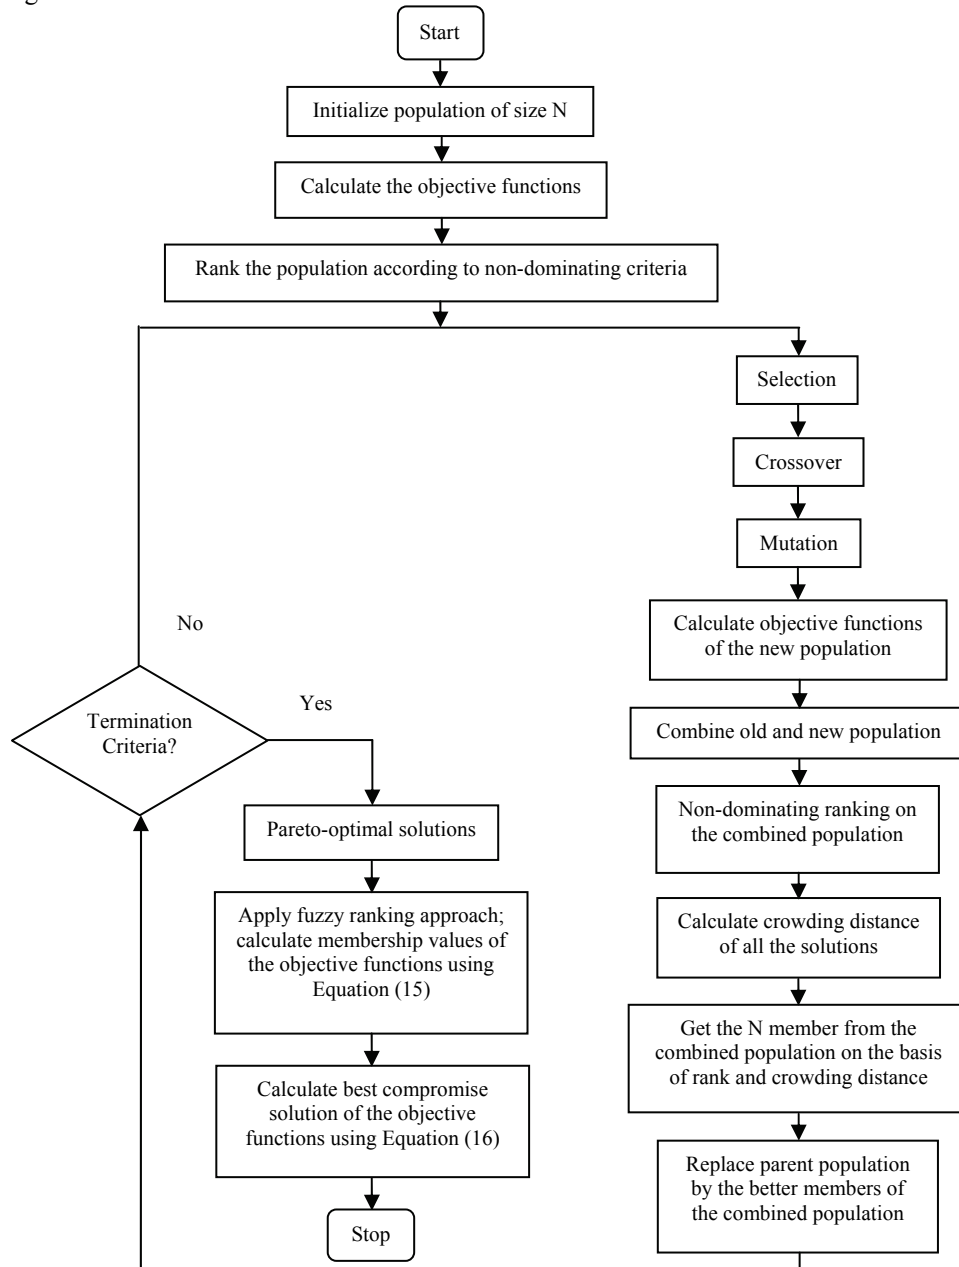 Start
Initialize population of size N
Calculate the objective functions
Rank the population according to non-dominating criteria
Selection
Crossover
Mutation
Calculate objective functions
of the new population
Combine old and new population
Non-dominating ranking on
the combined population
Calculate crowding distance
of all the solutions
Get the N member from the
combined population on the basis
of rank and crowding distance
Replace parent population
by the better members of
the combined population
No
Termination
Criteria?
Yes
Pareto-optimal solutions
Apply fuzzy ranking approach;
calculate membership values of
the objective functions using
Equation (15)
Calculate best compromise
solution of the objective
functions using Equation (16)
Stop